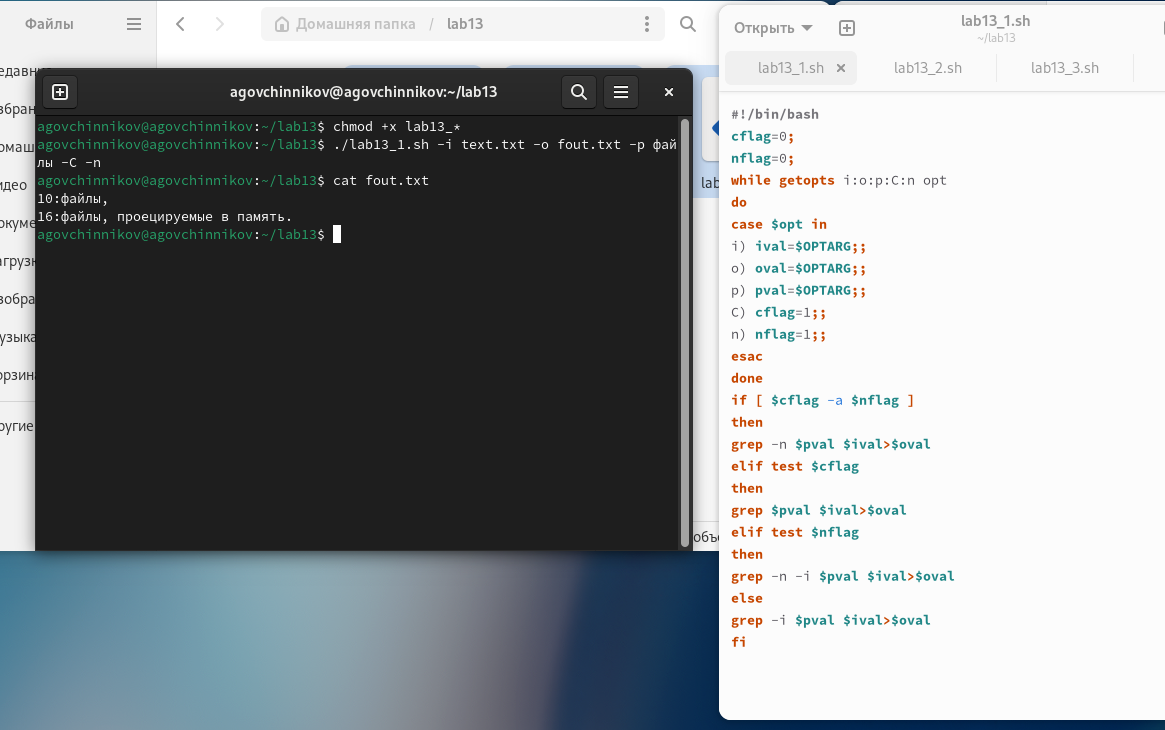 Файлы
Домашняя папка / lab13
agovchinnikov@agovchinnikov:~/lab13
agovchinnikov@agovchinnikov:~/lab13$ chmod +x lab13_*
agovchinnikov@agovchinnikov:~/lab13$ ./lab13_1.sh -i text.txt -o fout.txt -p фай
лы -C -n
agovchinnikov@agovchinnikov:~/lab13$ cat fout.txt
10:файлы,
16:файлы, проецируемые в память.
agovchinnikov@agovchinnikov:~/lab13$
Открыть
lab13_1.sh
~/lab13
lab13_1.sh × lab13_2.sh lab13_3.sh
#!/bin/bash
cflag=0;
nflag=0;
while getopts i:o:p:C:n opt
do
case $opt in
i) ival=$OPTARG;;
o) oval=$OPTARG;;
p) pval=$OPTARG;;
C) cflag=1;;
n) nflag=1;;
esac
done
if [ $cflag -a $nflag ]
then
grep -n $pval $ival>$oval
elif test $cflag
then
grep $pval $ival>$oval
elif test $nflag
then
grep -n -i $pval $ival>$oval
else
grep -i $pval $ival>$oval
fi